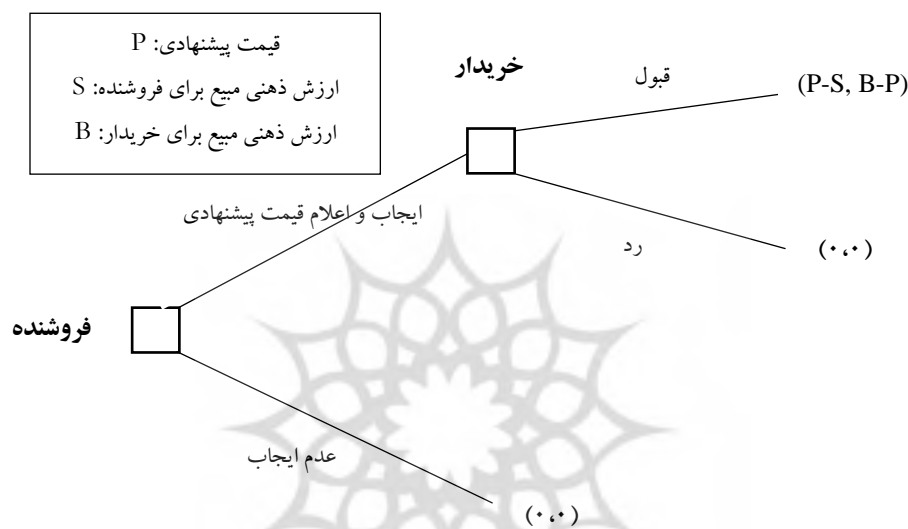 قیمت پیشنهادی: P
ارزش ذهنی مبیع برای فروشنده: S
ارزش ذهنی مبیع برای خریدار: B
خریدار
قبول
(P-S, B-P)
ایجاب و اعلام قیمت پیشنهادی
رد
(۰،۰)
فروشنده
عدم ایجاب
(۰،۰)